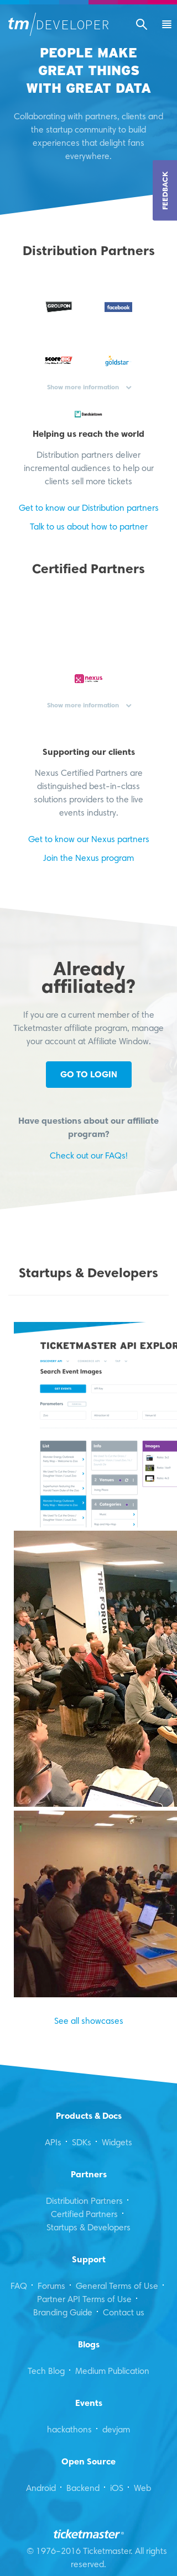 tm/DEVELOPER
PEOPLE MAKE
GREAT THINGS
WITH GREAT DATA
Collaborating with partners, clients and
the startup community to build
experiences that delight fans
everywhere.
FEEDBACK
Distribution Partners
GROUPON
facebook
goldstar
Show more information
Bandsintown
Helping us reach the world
Distribution partners deliver
incremental audiences to help our
clients sell more tickets
Get to know our Distribution partners
Talk to us about how to partner
Certified Partners
nexus
Show more information
Supporting our clients
Nexus Certified Partners are
distinguished best-in-class
solutions providers to the live
events industry.
Get to know our Nexus partners
Join the Nexus program
Already
affiliated?
If you are a current member of the
Ticketmaster affiliate program, manage
your account at Affiliate Window.
GO TO LOGIN
Have questions about our affiliate
program?
Check out our FAQs!
Startups & Developers
TICKETMASTER API EXPLOR
Search Event Images
Parameters
List
Info
Images
Venues
Categories
THE FORUM
See all showcases
Products & Docs
APIs · SDKs · Widgets
Partners
Distribution Partners ·
Certified Partners ·
Startups & Developers
Support
FAQ · Forums · General Terms of Use ·
Partner API Terms of Use ·
Branding Guide · Contact us
Blogs
Tech Blog · Medium Publication
Events
hackathons · devjam
Open Source
Android · Backend · iOS · Web
ticketmaster®
© 1976-2016 Ticketmaster. All rights
reserved.